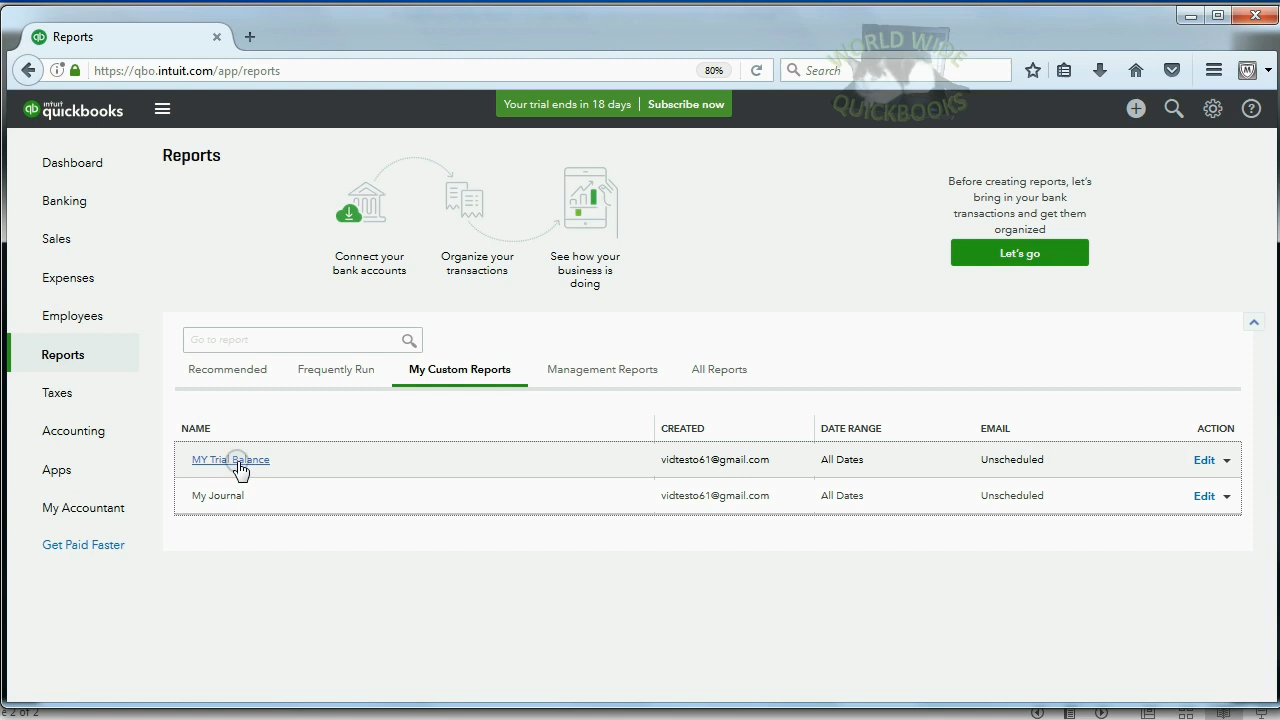 Reports
https://qbo.intuit.com/app/reports
80%
Search
WORLD WIDE
QUICKBOOKS
intuit
quickbooks
Your trial ends in 18 days | Subscribe now
Dashboard
Banking
Sales
Expenses
Employees
Reports
Taxes
Accounting
Apps
My Accountant
Get Paid Faster
Reports
Connect your
bank accounts
Organize your
transactions
See how your
business is
doing
Before creating reports, let's
bring in your bank
transactions and get them
organized
Let's go
Go to report
Recommended Frequently Run My Custom Reports Management Reports All Reports
NAME CREATED DATE RANGE EMAIL ACTION
MY Trial Balance vidtesto61@gmail.com All Dates Unscheduled Edit
My Journal vidtesto61@gmail.com All Dates Unscheduled Edit
2 of 2